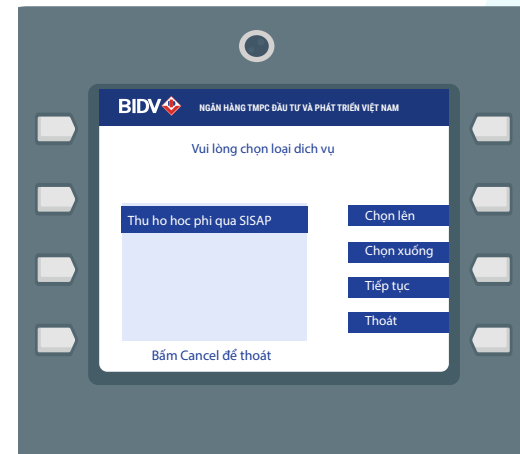 BIDV NGÂN HÀNG TMPC ĐẦU TƯ VÀ PHÁT TRIỂN VIỆT NAM
Vui lòng chọn loại dich vụ
Thu ho hoc phi qua SISAP
Chọn lên
Chọn xuống
Tiếp tục
Thoát
Bấm Cancel để thoát